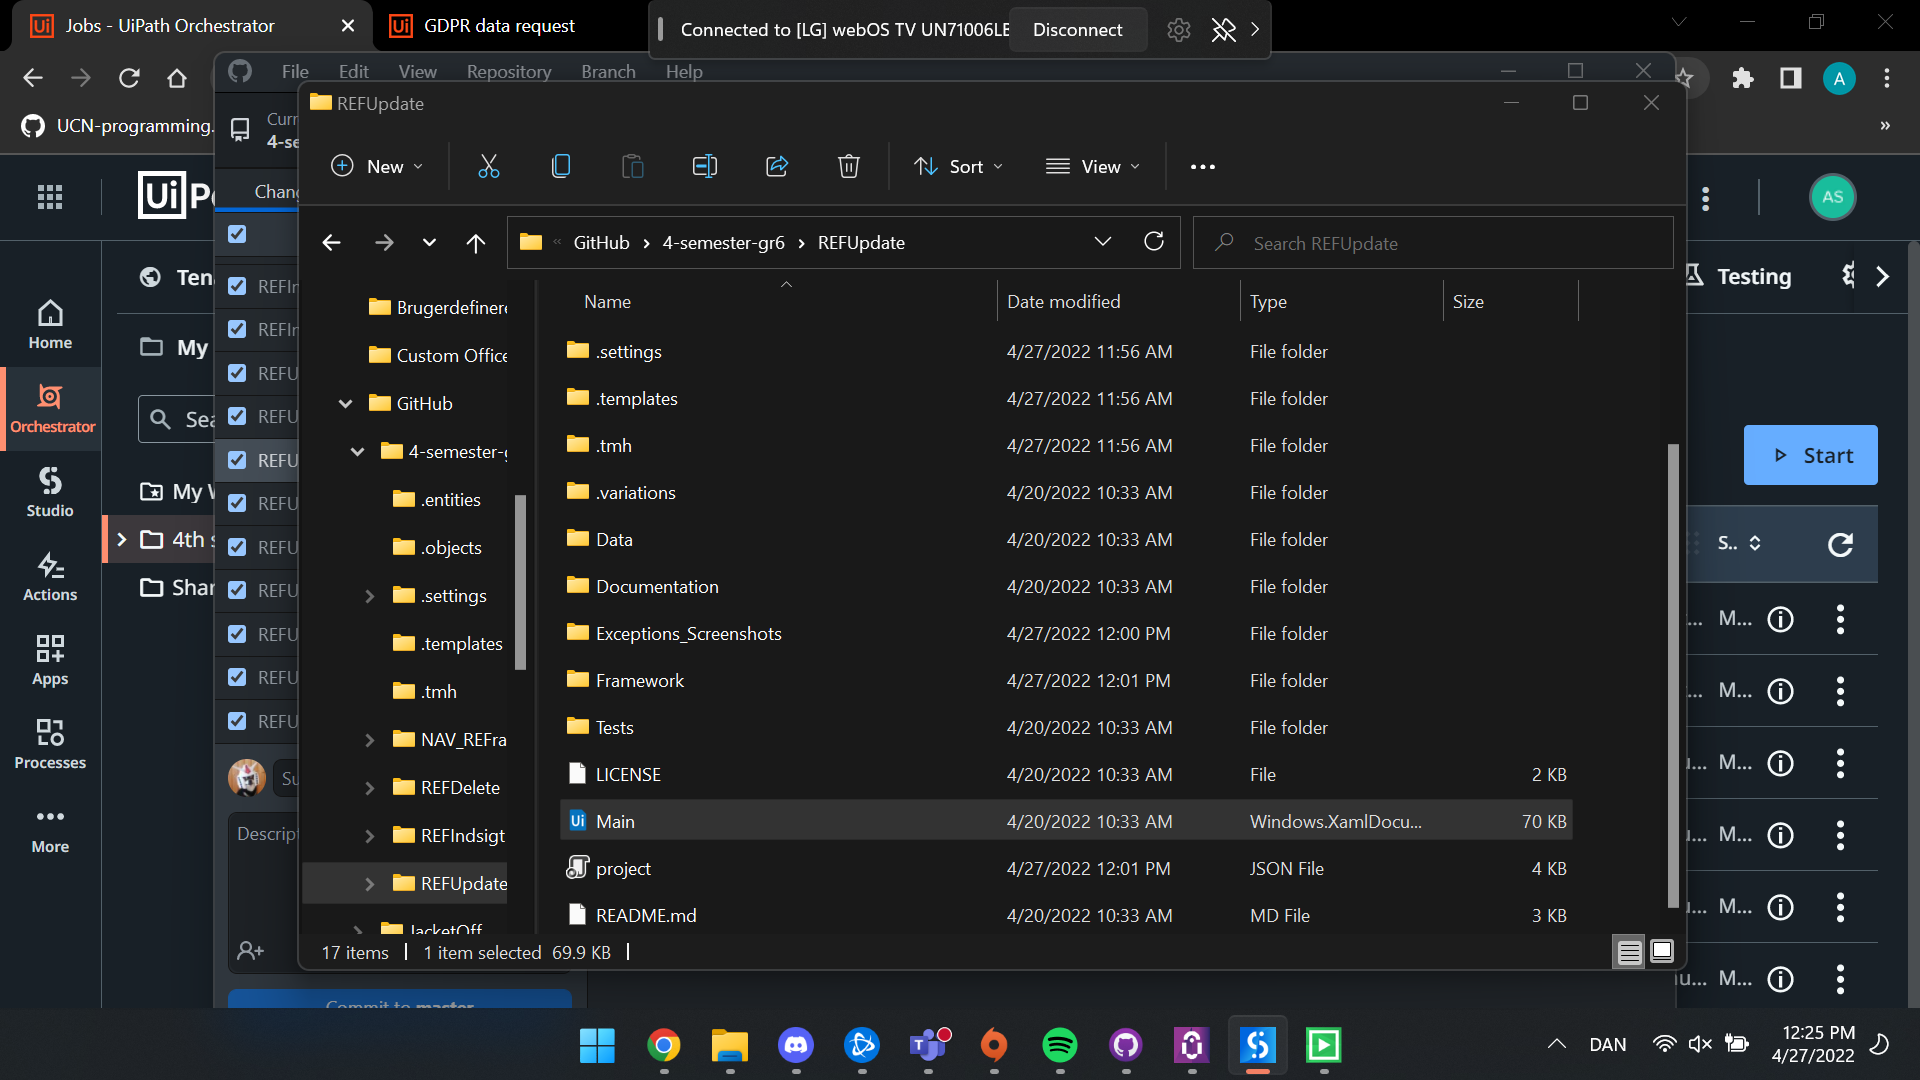 Jobs - UiPath Orchestrator
GDPR data request
Connected to [LG] webOS TV UN71006LE
Disconnect
File Edit View Repository Branch Help
A
UCN-programming.
Curr
4-se
REFUpdate
New
Sort
View
Chang
UiPa
AS
GitHub › 4-semester-gr6 › REFUpdate
Search REFUpdate
Tena
Testing
Home
My
Orchestrator
Sea
Studio
My W
4th s
Shar
Actions
Apps
Processes
More
Start
S..
M...
M...
M...
M...
M...
M...
REFIn
REFIn
REFU
REFU
REFU
REFU
REFU
REFU
REFU
REFU
REFU
Su
Descript
Commit to master
Brugerdefinere
Custom Office
GitHub
4-semester-g
.entities
.objects
.settings
.templates
.tmh
NAV_REFra
REFDelete
REFIndsigt
REFUpdate
JacketOff
Name Date modified Type Size
.settings 4/27/2022 11:56 AM File folder
.templates 4/27/2022 11:56 AM File folder
.tmh 4/27/2022 11:56 AM File folder
.variations 4/20/2022 10:33 AM File folder
Data 4/20/2022 10:33 AM File folder
Documentation 4/20/2022 10:33 AM File folder
Exceptions_Screenshots 4/27/2022 12:00 PM File folder
Framework 4/27/2022 12:01 PM File folder
Tests 4/20/2022 10:33 AM File folder
LICENSE 4/20/2022 10:33 AM File 2 KB
Main 4/20/2022 10:33 AM Windows.XamlDocu... 70 KB
project 4/27/2022 12:01 PM JSON File 4 KB
README.md 4/20/2022 10:33 AM MD File 3 KB
17 items 1 item selected 69.9 KB
DAN
12:25 PM
4/27/2022